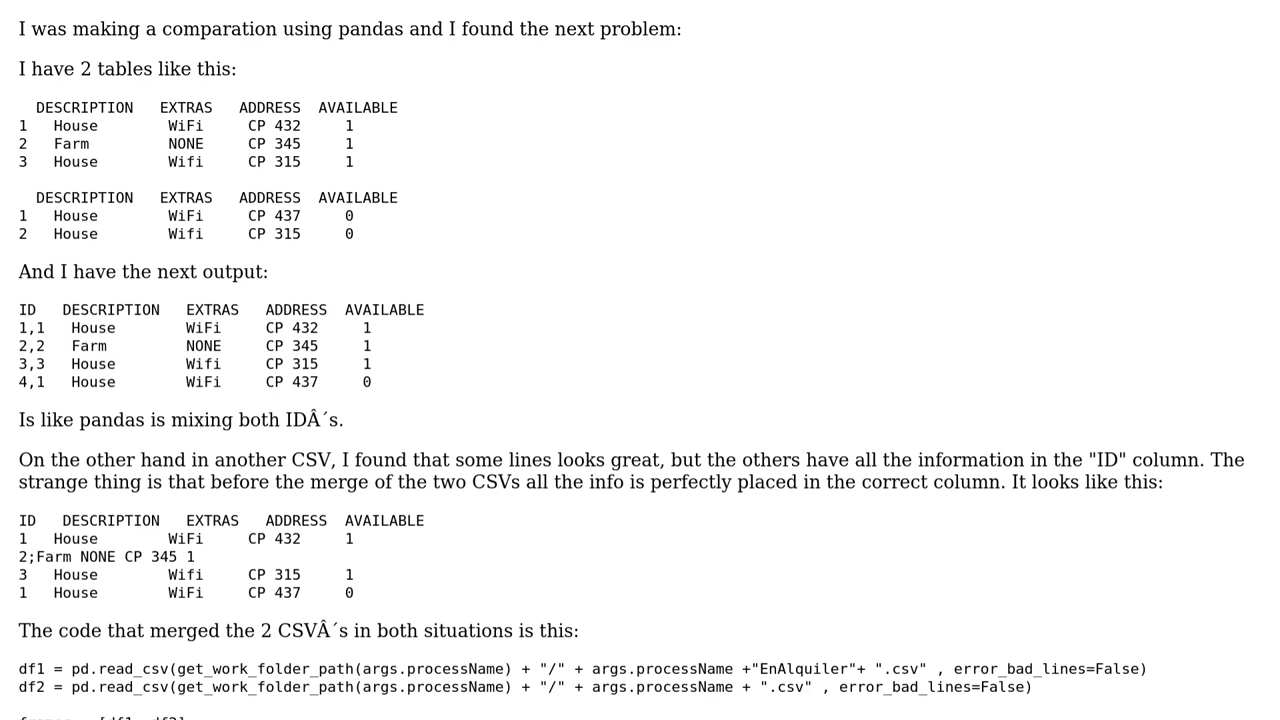 I was making a comparation using pandas and I found the next problem:
I have 2 tables like this:
DESCRIPTION   EXTRAS   ADDRESS  AVAILABLE
1   House        WiFi     CP 432     1
2   Farm         NONE     CP 345     1
3   House        Wifi     CP 315     1
DESCRIPTION   EXTRAS   ADDRESS  AVAILABLE
1   House        WiFi     CP 437     0
2   House        Wifi     CP 315     0
And I have the next output:
ID   DESCRIPTION   EXTRAS   ADDRESS  AVAILABLE
1,1   House        WiFi     CP 432     1
2,2   Farm         NONE     CP 345     1
3,3   House        Wifi     CP 315     1
4,1   House        WiFi     CP 437     0
Is like pandas is mixing both IDÂ´s.
On the other hand in another CSV, I found that some lines looks great, but the others have all the information in the "ID" column. The
strange thing is that before the merge of the two CSVs all the info is perfectly placed in the correct column. It looks like this:
ID   DESCRIPTION   EXTRAS   ADDRESS  AVAILABLE
1   House        WiFi     CP 432     1
2;Farm NONE CP 345 1
3   House        Wifi     CP 315     1
1   House        WiFi     CP 437     0
The code that merged the 2 CSVÂ´s in both situations is this:
df1 = pd.read_csv(get_work_folder_path(args.processName) + "/" + args.processName +"EnAlquiler"+ ".csv" , error_bad_lines=False)
df2 = pd.read_csv(get_work_folder_path(args.processName) + "/" + args.processName + ".csv" , error_bad_lines=False)